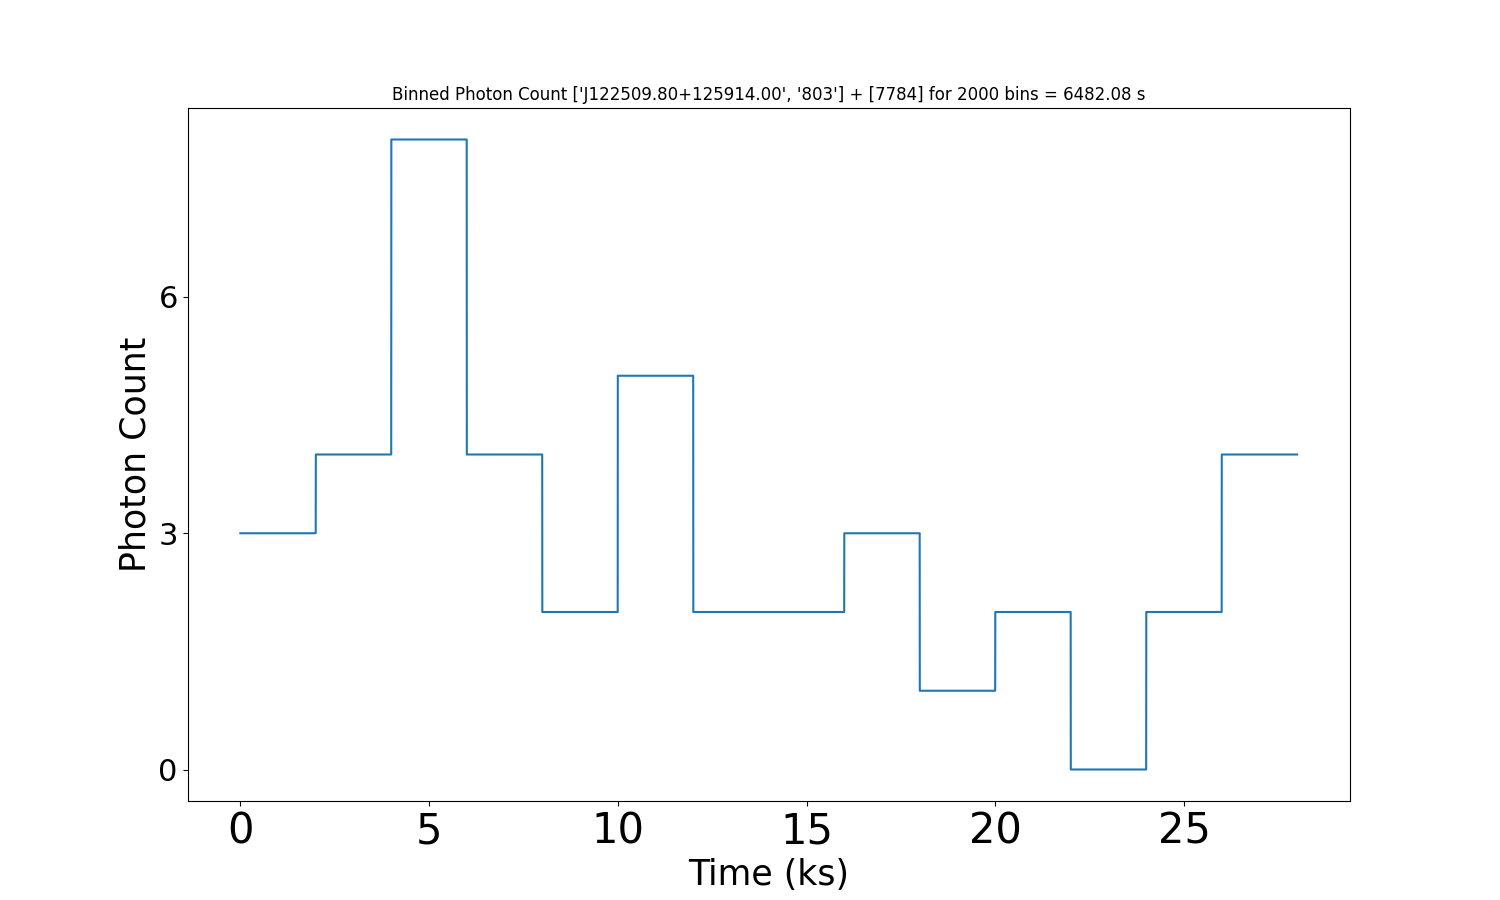 Binned Photon Count ['J122509.80+125914.00', '803'] + [7784] for 2000 bins = 6482.08 s
Photon Count
6
3
0
0 5 10 15 20 25
Time (ks)